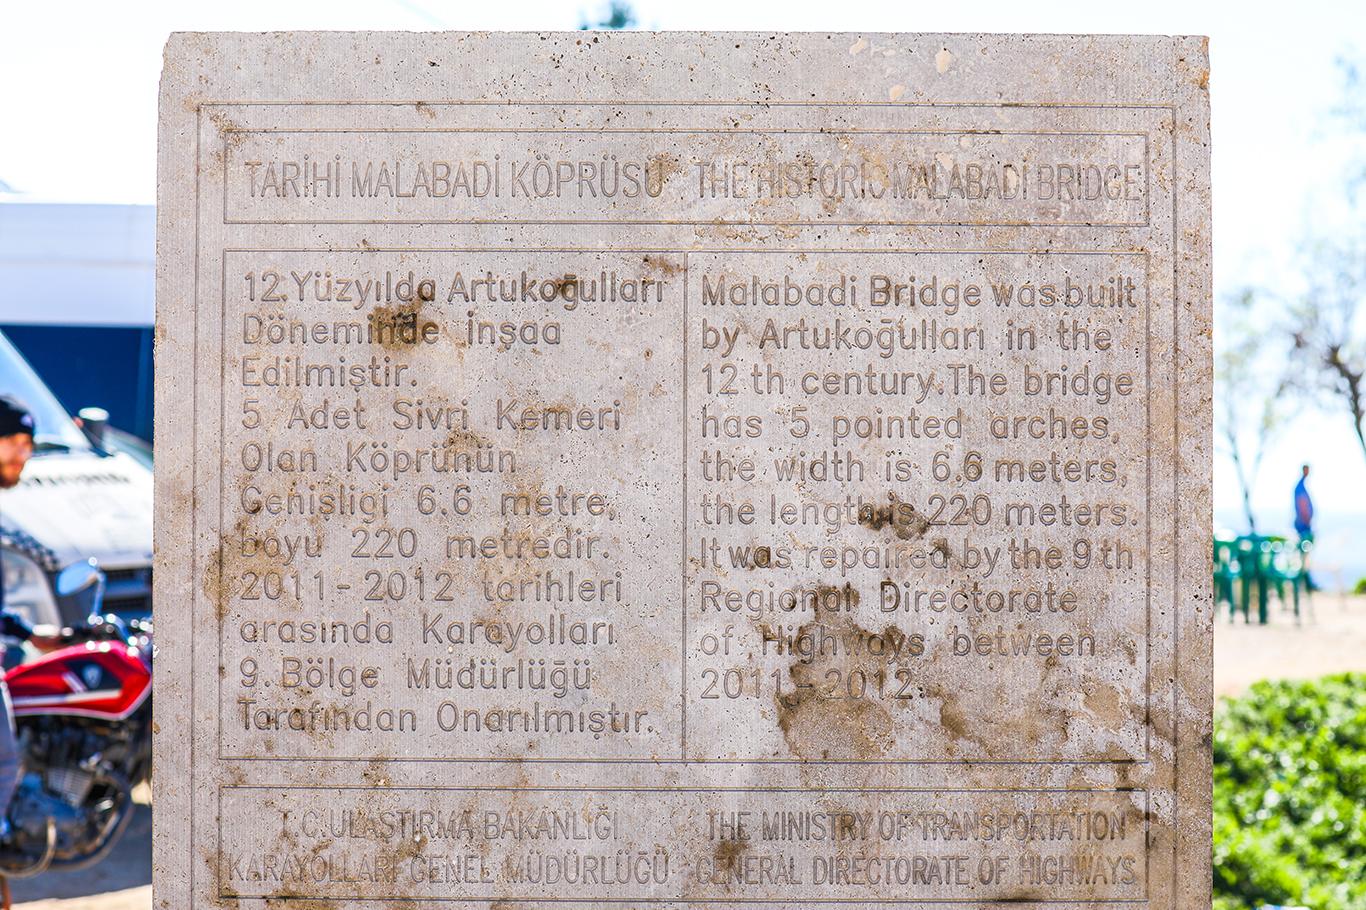 TARİHİ MALABADİ KÖPRÜSÜ
12.Yüzyılda Artukoğulları
Döneminde İnşaa
Edilmiştir.
5 Adet Sivri Kemeri
Olan Köprünün
Genişligi 6.6 metre,
boyu 220 metredir.
2011-2012 tarihleri
arasında Karayolları
9. Bölge Müdürlüğü
Tarafından Onarılmıştır.
THE HISTORIC MALABADİ BRIDGE
Malabadi Bridge was built
by Artukoğulları in the
12 th century.The bridge
has 5 pointed arches,
the width is 6.6 meters,
the length is 220 meters.
It was repaired by the 9 th
Regional Directorate
of Highways between
2011-2012.
T.C.ULAŞTIRMA BAKANLIĞI
KARAYOLLARI GENEL MÜDÜRLÜĞÜ
THE MINISTRY OF TRANSPORTATION
GENERAL DIRECTORATE OF HIGHWAYS